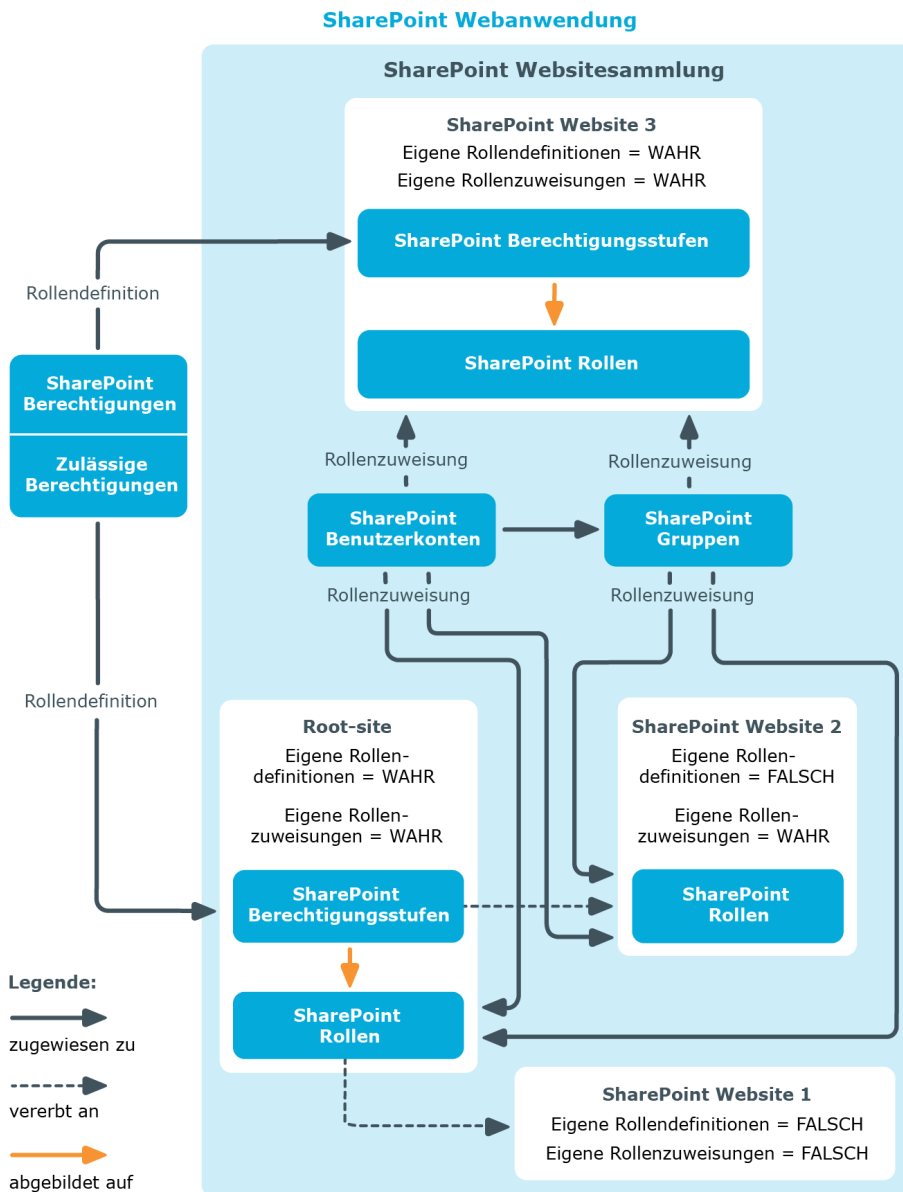 SharePoint Webanwendung
SharePoint Websitesammlung
SharePoint Website 3
Eigene Rollendefinitionen = WAHR
Eigene Rollenzuweisungen = WAHR
SharePoint Berechtigungsstufen
Rollendefinition
SharePoint Rollen
SharePoint
Berechtigungen
Zulässige
Berechtigungen
Rollenzuweisung
Rollenzuweisung
SharePoint
Benutzerkonten
SharePoint
Gruppen
Rollenzuweisung
Rollenzuweisung
Rollendefinition
Root-site
Eigene Rollen-
definitionen = WAHR
Eigene Rollen-
zuweisungen = WAHR
SharePoint
Berechtigungsstufen
SharePoint
Rollen
SharePoint Website 2
Eigene Rollen-
definitionen = FALSCH
Eigene Rollen-
zuweisungen = WAHR
SharePoint
Rollen
SharePoint Website 1
Eigene Rollendefinitionen = FALSCH
Eigene Rollenzuweisungen = FALSCH
Legende:
zugewiesen zu
vererbt an
abgebildet auf